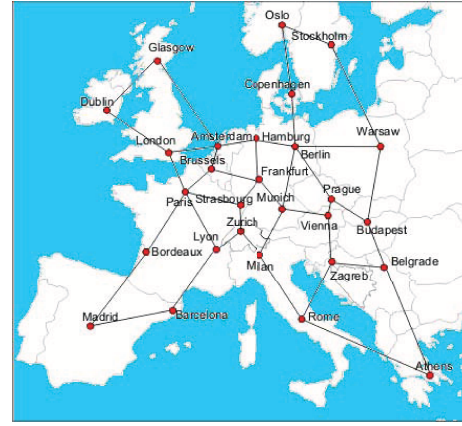 Oslo
Stockholm
Glasgow
Copenhagen
Dublin
Amsterdam
Hamburg
Warsaw
London
Berlin
Brussels
Frankfurt
Prague
Paris
Strasbourg
Munich
Zurich
Vienna
Budapest
Lyon
Bordeaux
Milan
Belgrade
Zagreb
Madrid
Barcelona
Rome
Athens